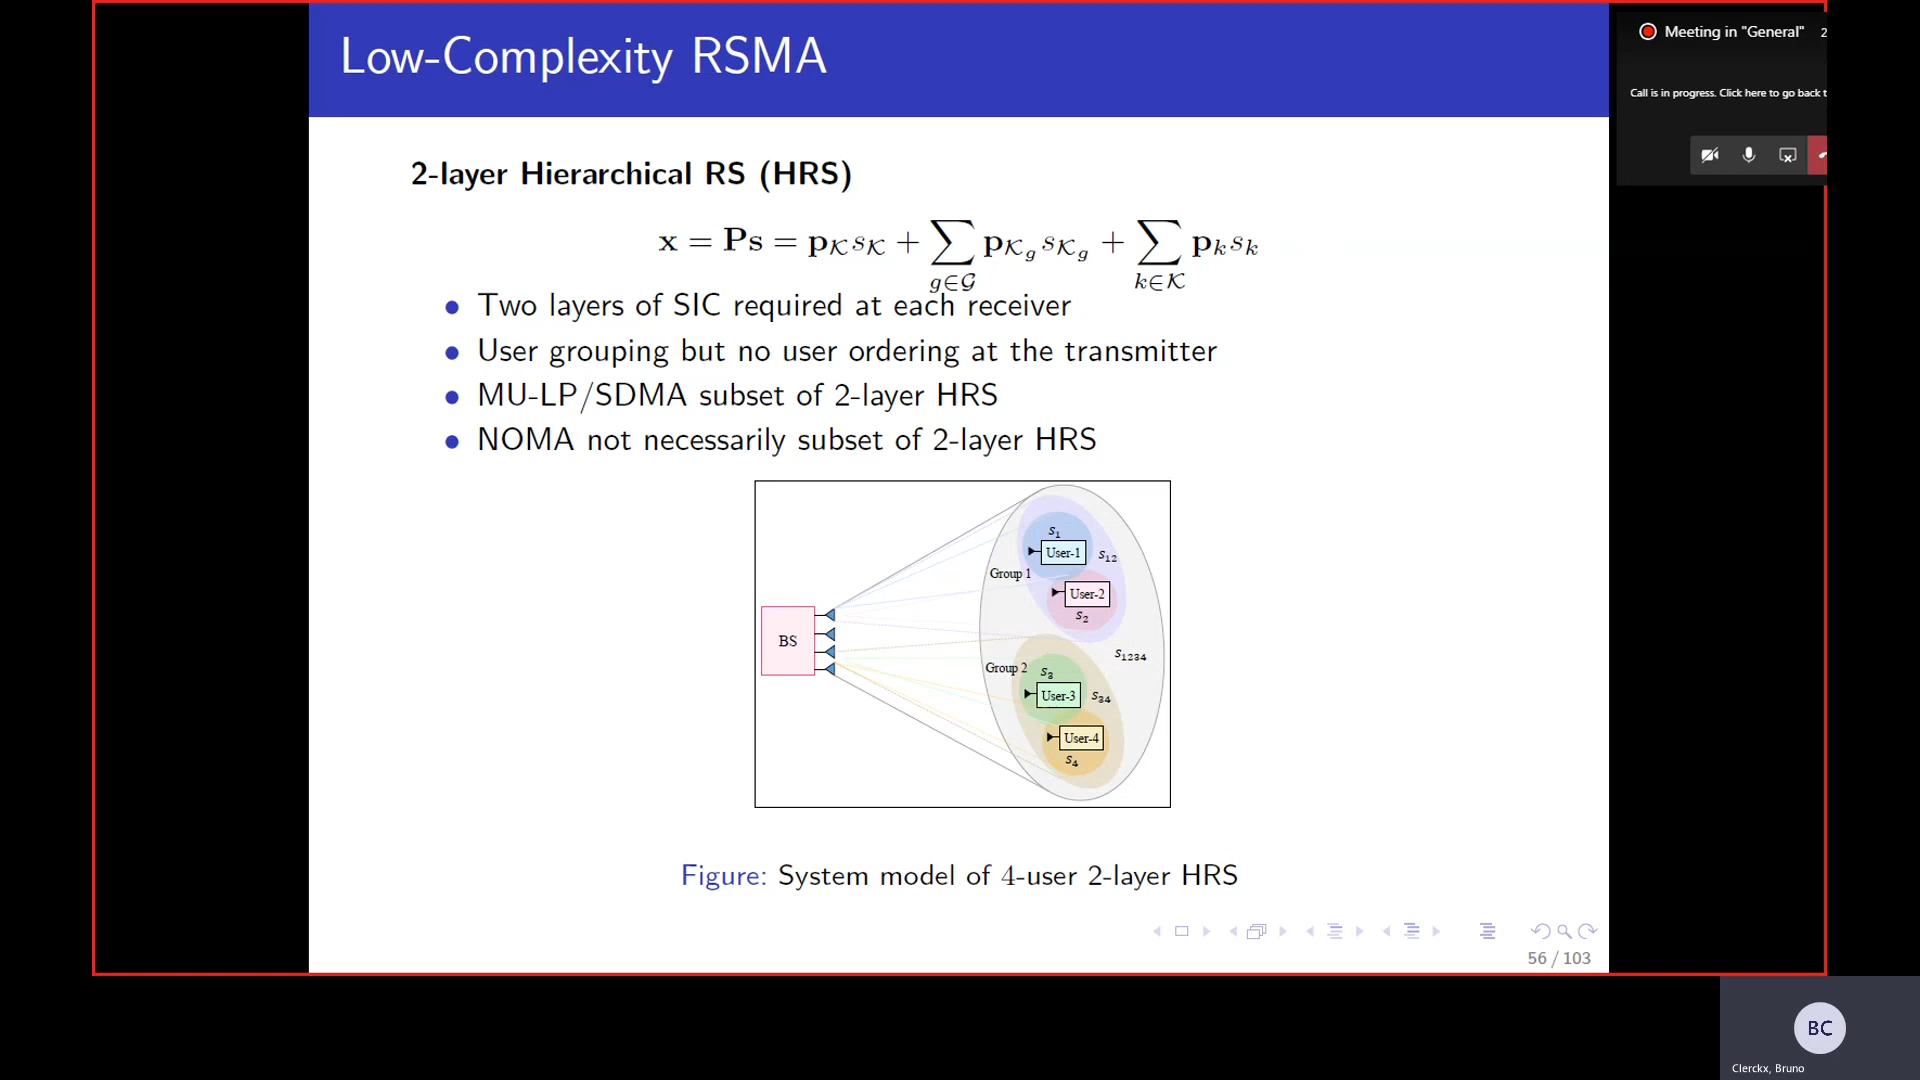 Low-Complexity RSMA
Meeting in "General"
2
Call is in progress. Click here to go back t
2-layer Hierarchical RS (HRS)
𝐱 = 𝐏𝐬 = 𝐩_𝒦 s_𝒦 + ∑_{g∈𝒢} 𝐩_{𝒦_g} s_{𝒦_g} + ∑_{k∈𝒦} 𝐩_k s_k
• Two layers of SIC required at each receiver
• User grouping but no user ordering at the transmitter
• MU-LP/SDMA subset of 2-layer HRS
• NOMA not necessarily subset of 2-layer HRS
s₁
User-1
s₁₂
Group 1
User-2
s₂
BS
s₁₂₃₄
Group 2
s₃
User-3
s₃₄
User-4
s₄
Figure: System model of 4-user 2-layer HRS
56 / 103
BC
Clerckx, Bruno